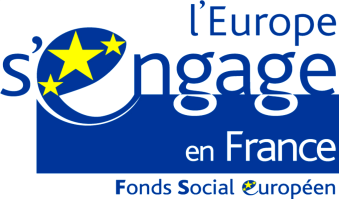 l'Europe
s'engage
en France
Fonds Social européen